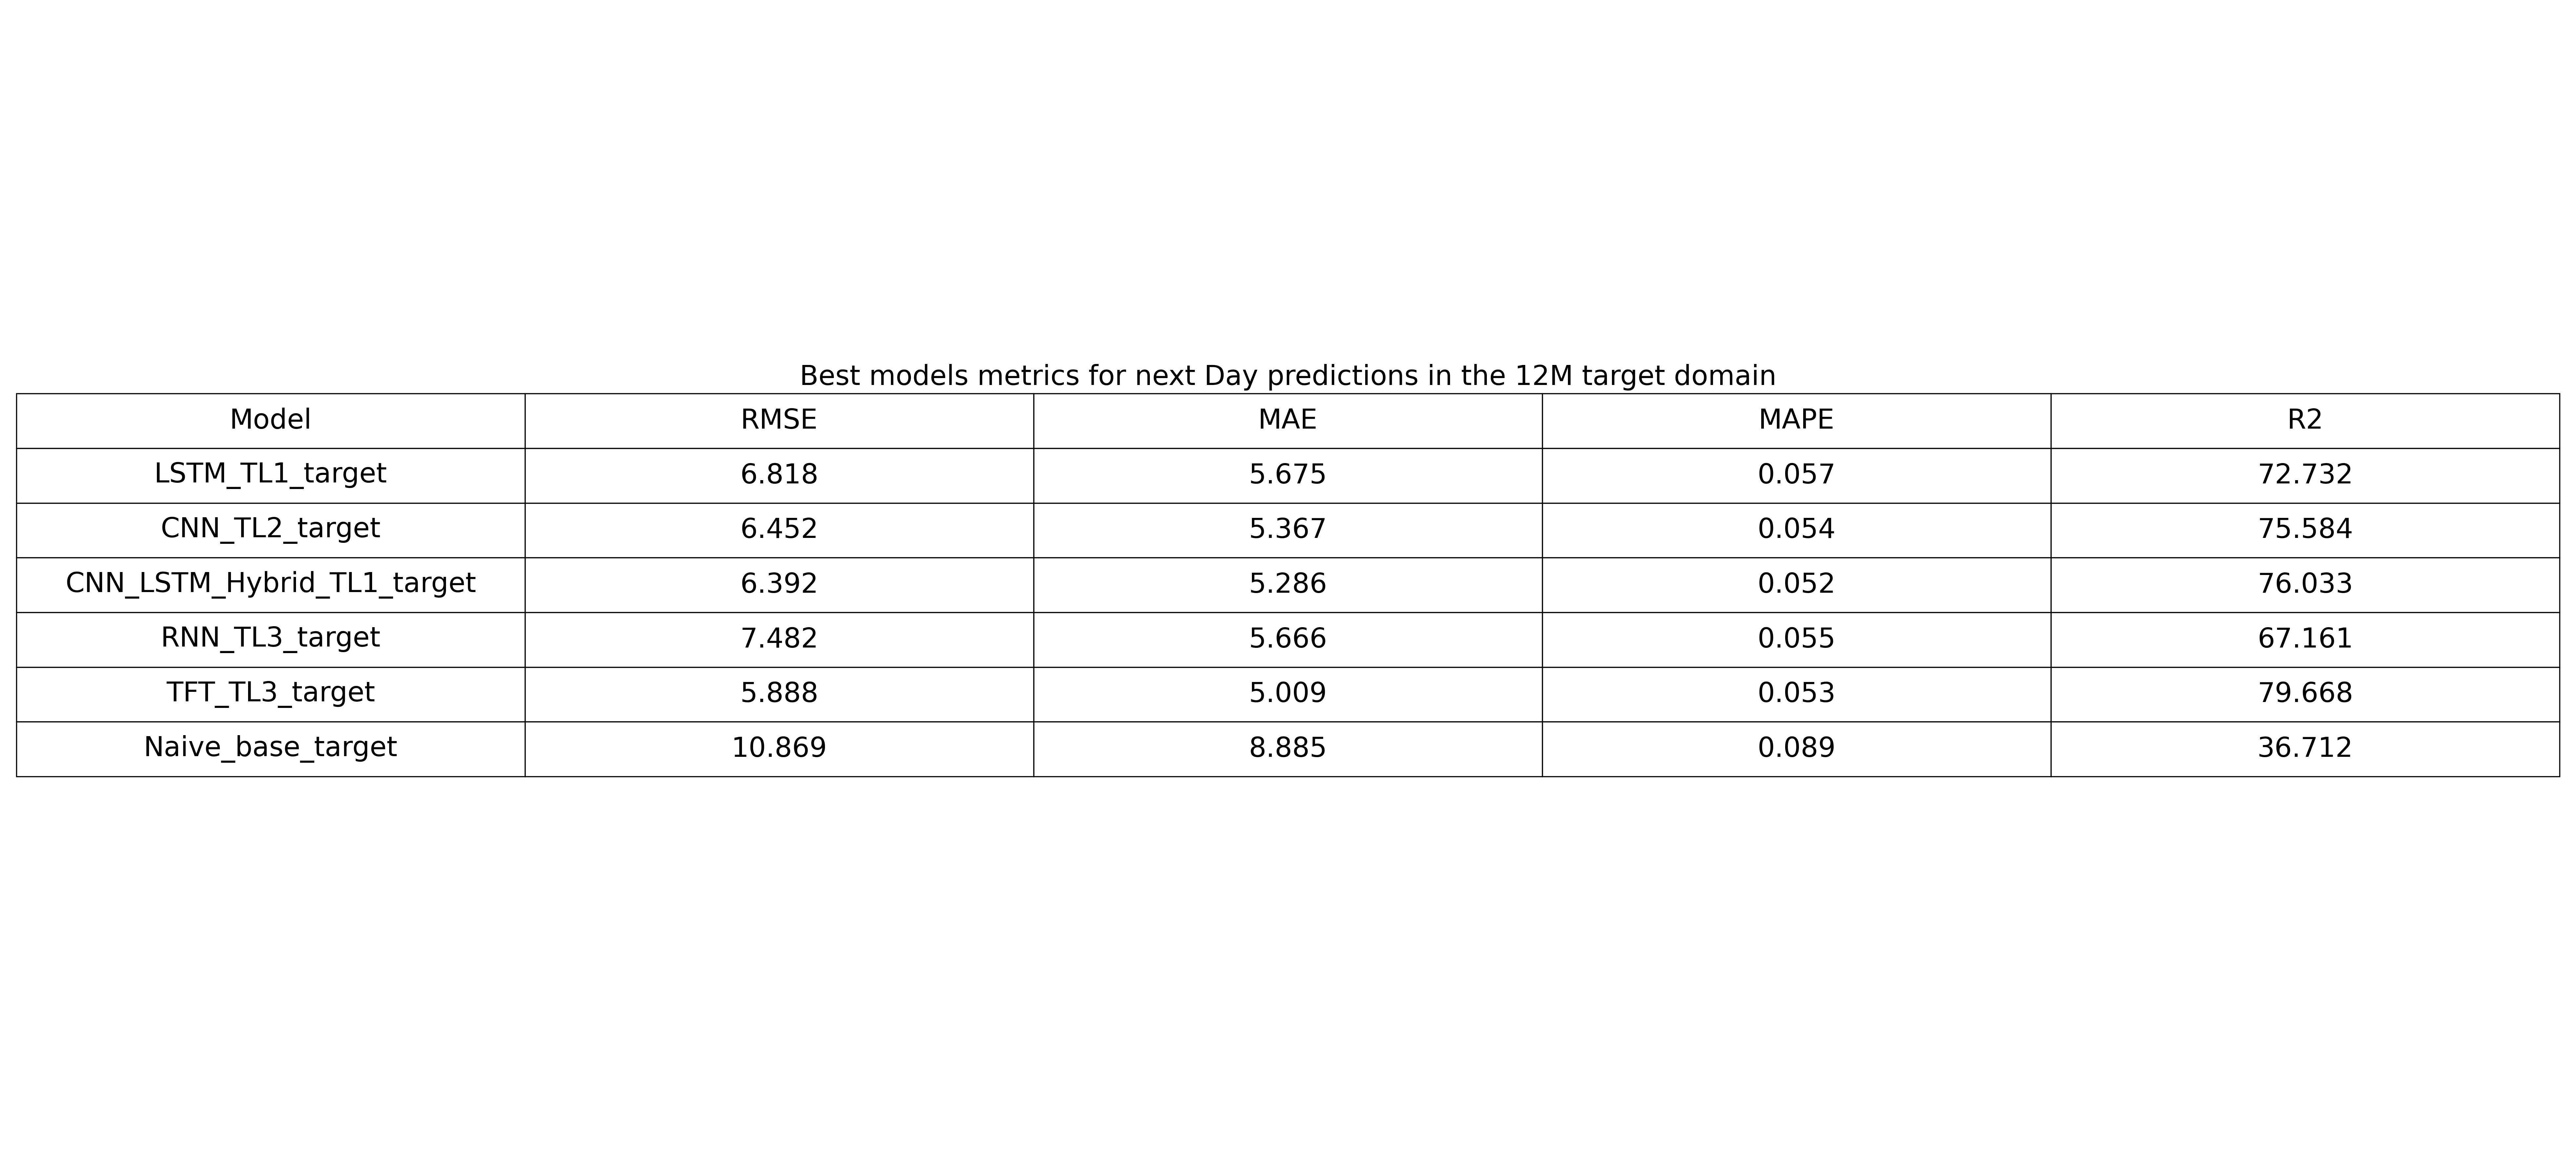 Best models metrics for next Day predictions in the 12M target domain
Model RMSE MAE MAPE R2
LSTM_TL1_target 6.818 5.675 0.057 72.732
CNN_TL2_target 6.452 5.367 0.054 75.584
CNN_LSTM_Hybrid_TL1_target 6.392 5.286 0.052 76.033
RNN_TL3_target 7.482 5.666 0.055 67.161
TFT_TL3_target 5.888 5.009 0.053 79.668
Naive_base_target 10.869 8.885 0.089 36.712